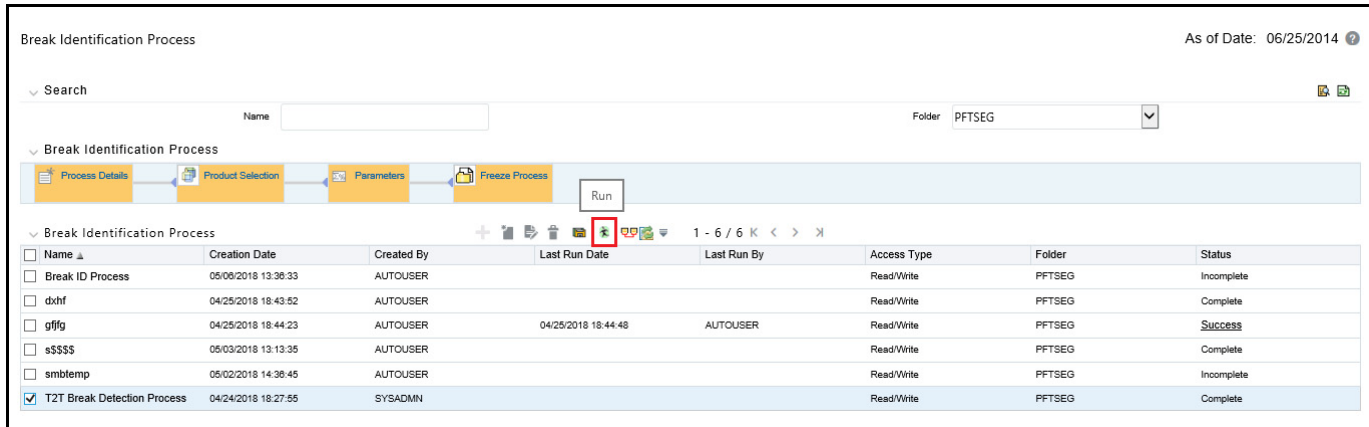 Break Identification Process
As of Date: 06/25/2014
Search
Name
Folder PFTSEG
Break Identification Process
Process Details Product Selection Parameters Freeze Process
Run
Break Identification Process 1 - 6 / 6
Name Creation Date Created By Last Run Date Last Run By Access Type Folder Status
Break ID Process 05/06/2018 13:36:33 AUTOUSER Read/Write PFTSEG Incomplete
dxhf 04/25/2018 18:43:52 AUTOUSER Read/Write PFTSEG Complete
gfjfg 04/25/2018 18:44:23 AUTOUSER 04/25/2018 18:44:48 AUTOUSER Read/Write PFTSEG Success
s$$$$ 05/03/2018 13:13:35 AUTOUSER Read/Write PFTSEG Complete
smbtemp 05/02/2018 14:36:45 AUTOUSER Read/Write PFTSEG Incomplete
T2T Break Detection Process 04/24/2018 18:27:55 SYSADMN Read/Write PFTSEG Complete